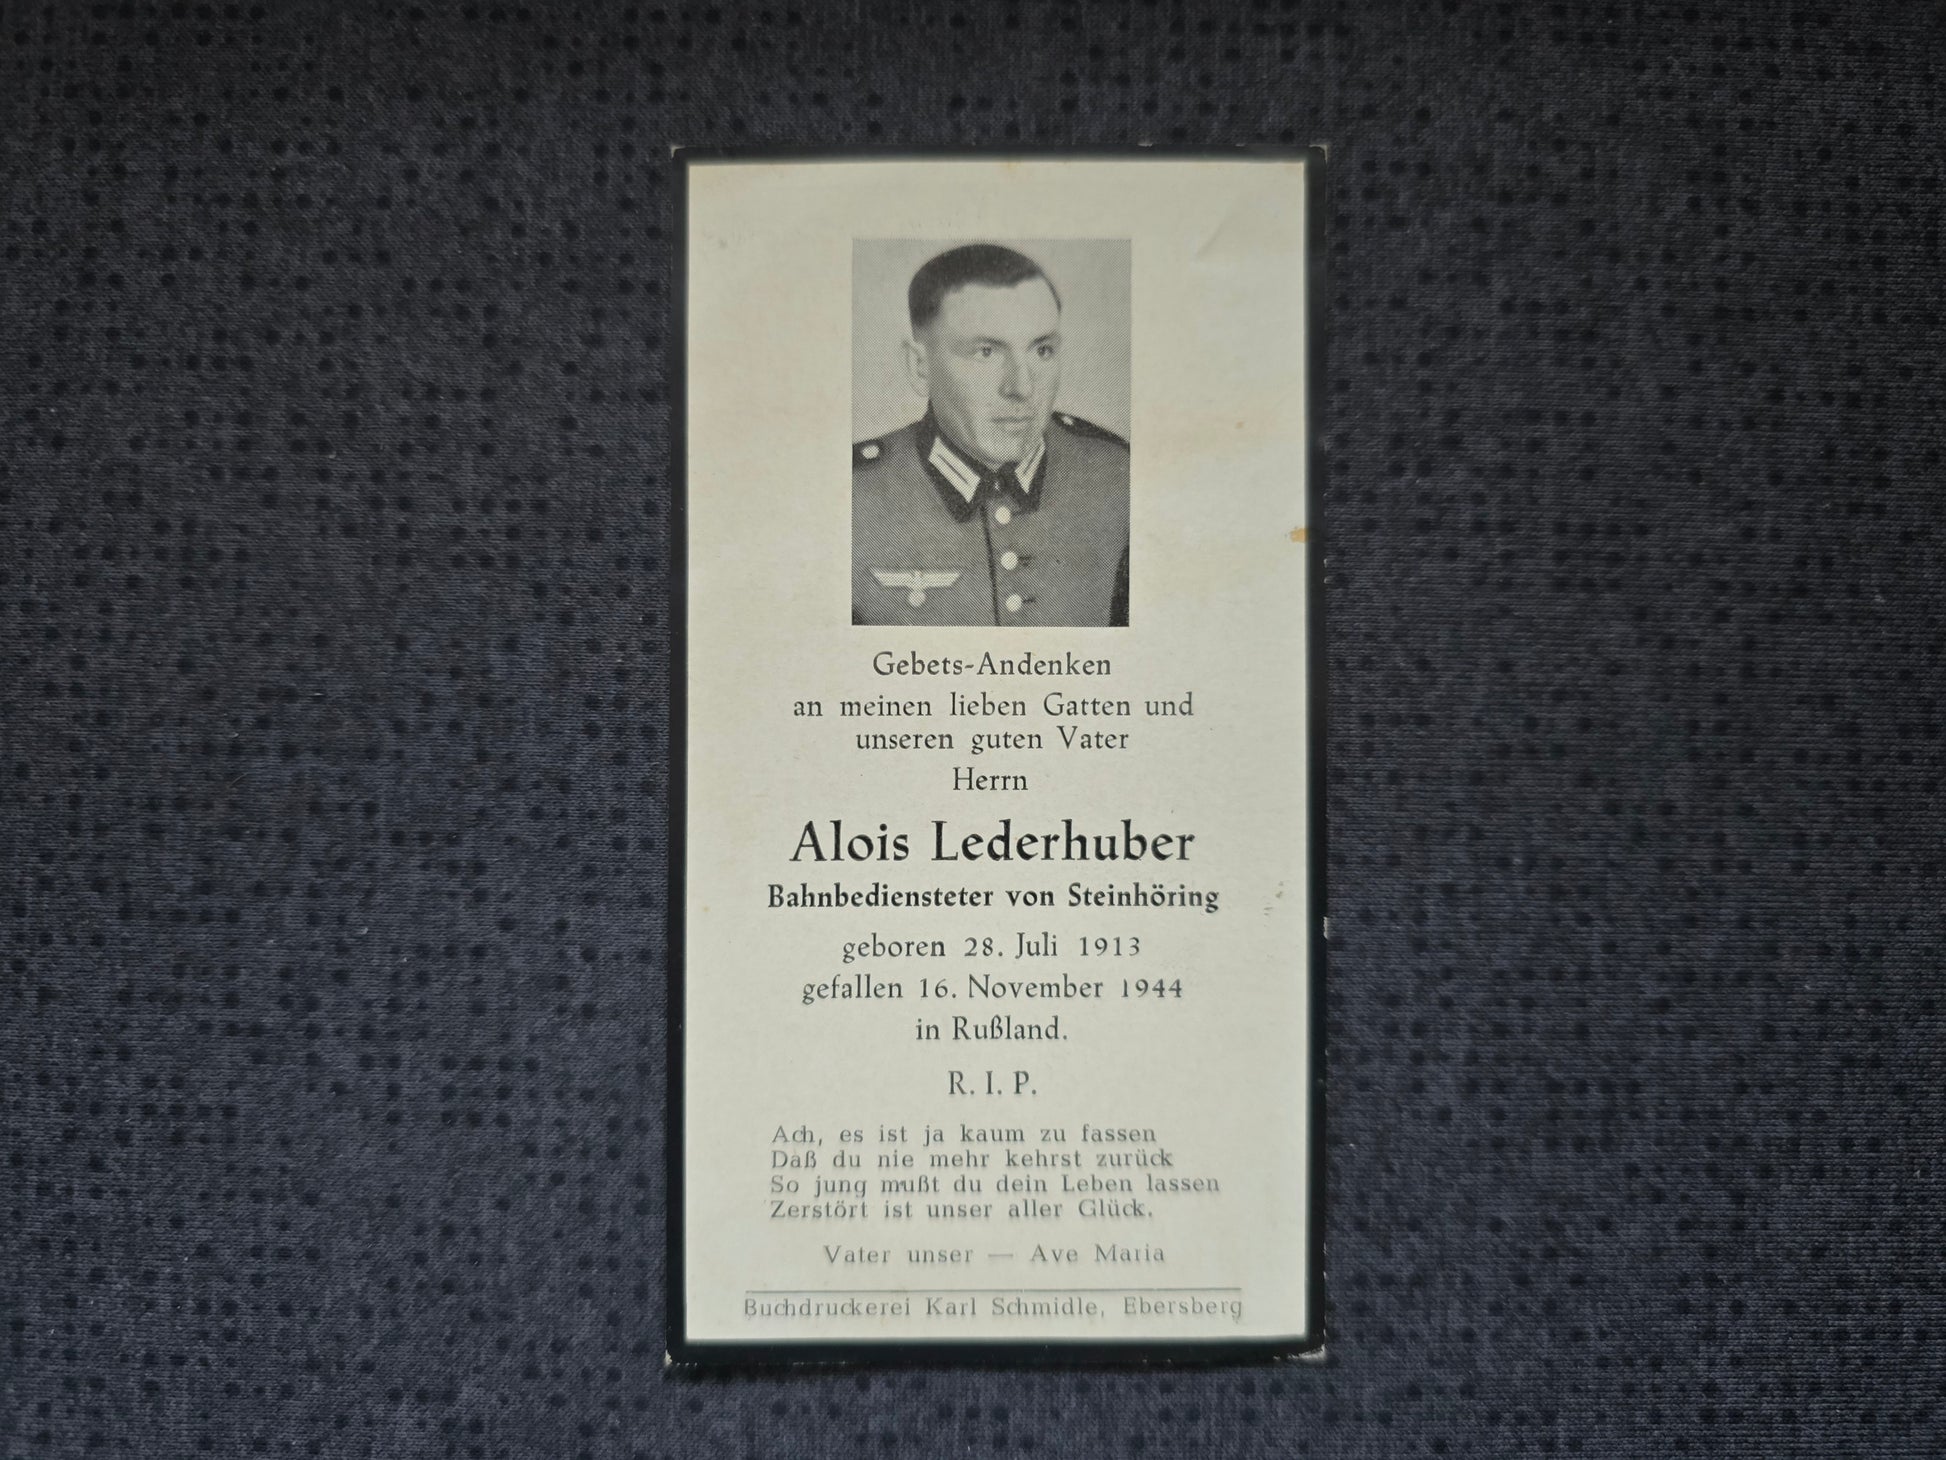 Gebets-Andenken
an meinen lieben Gatten und
unseren guten Vater
Herrn
Alois Lederhuber
Bahnbediensteter von Steinhöring
geboren 28. Juli 1913
gefallen 16. November 1944
in Rußland.
R. I. P.
Ach, es ist ja kaum zu fassen
Daß du nie mehr kehrst zurück
So jung mußt du dein Leben lassen
Zerstört ist unser aller Glück.
Vater unser — Ave Maria
Buchdruckerei Karl Schmidle, Ebersberg